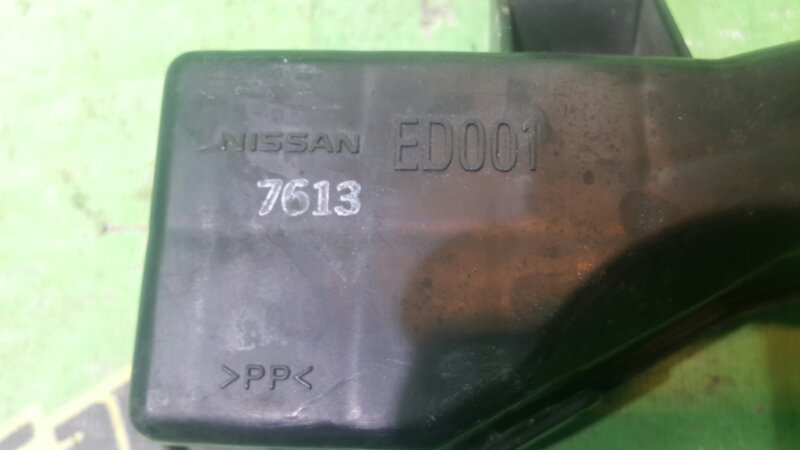 NISSAN ED001
7613
>PP<